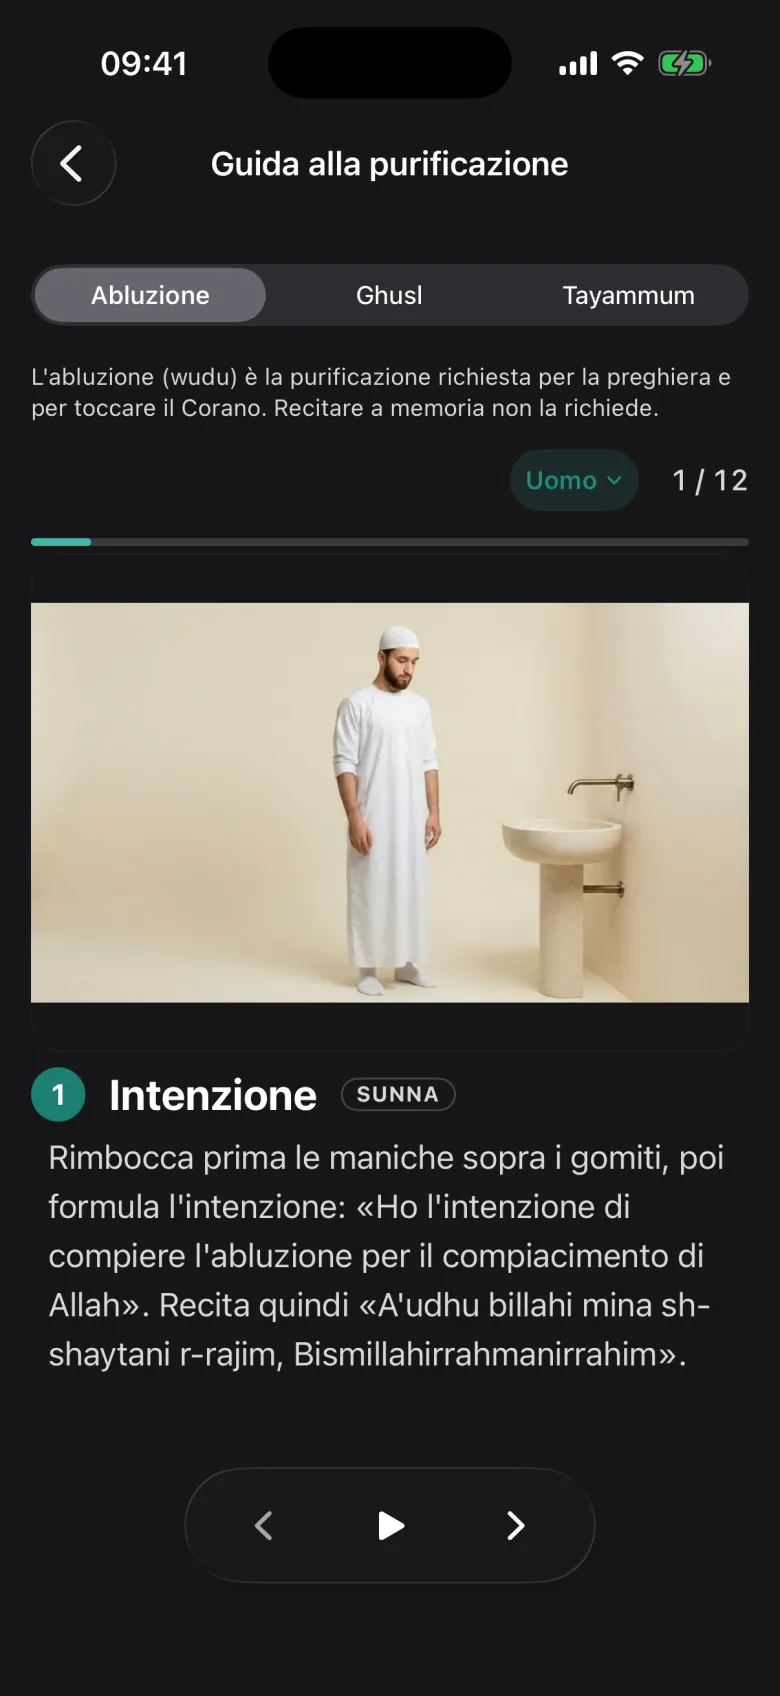 09:41
Guida alla purificazione
Abluzione
Ghusl
Tayammum
L'abluzione (wudu) è la purificazione richiesta per la preghiera e
per toccare il Corano. Recitare a memoria non la richiede.
Uomo
1 / 12
1 Intenzione SUNNA
Rimbocca prima le maniche sopra i gomiti, poi
formula l'intenzione: «Ho l'intenzione di
compiere l'abluzione per il compiacimento di
Allah». Recita quindi «A'udhu billahi mina sh-
shaytani r-rajim, Bismillahirrahmanirrahim».